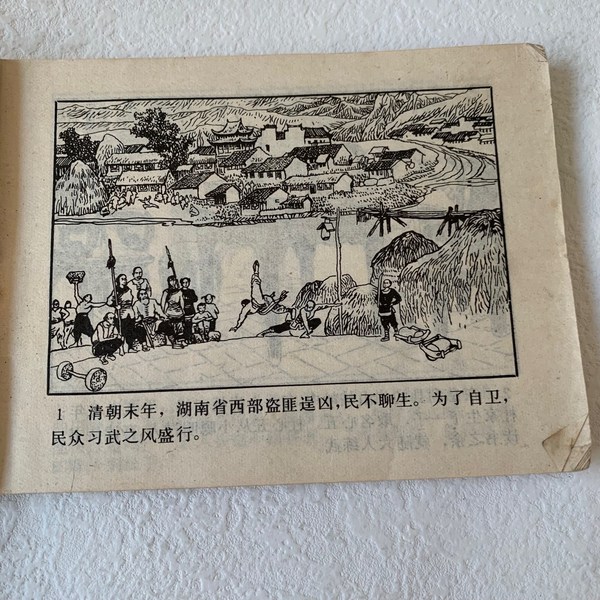 1 清朝末年，湖南省西部盗匪逞凶，民不聊生。为了自卫，
民众习武之风盛行。